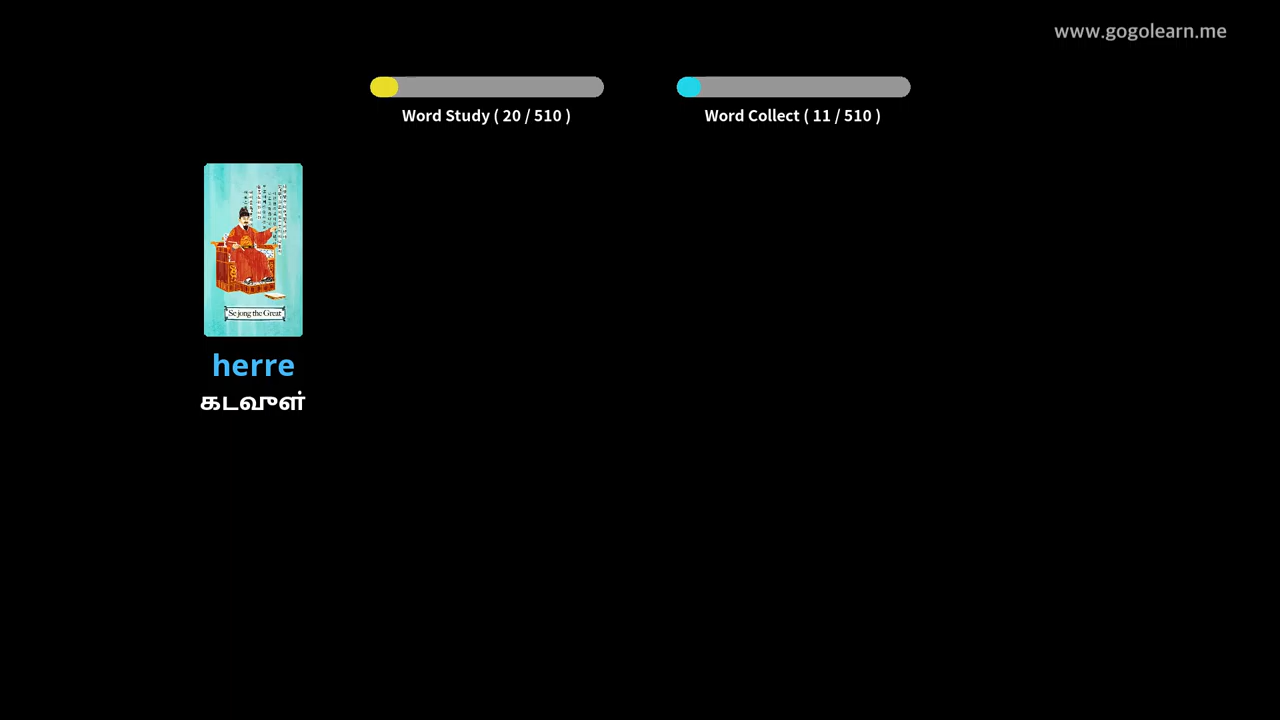 www.gogolearn.me
Word Study ( 20 / 510 )
Word Collect ( 11 / 510 )
Se jong the Great
herre
கடவுள்